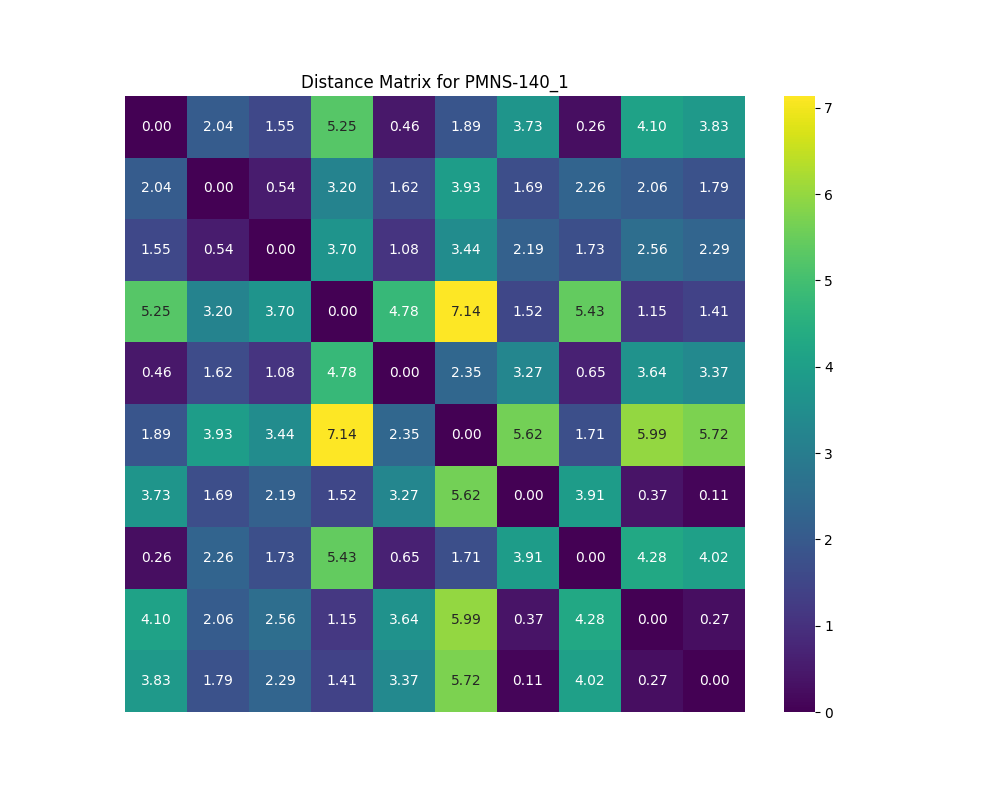 Distance Matrix for PMNS-140_1
0.00 2.04 1.55 5.25 0.46 1.89 3.73 0.26 4.10 3.83
2.04 0.00 0.54 3.20 1.62 3.93 1.69 2.26 2.06 1.79
1.55 0.54 0.00 3.70 1.08 3.44 2.19 1.73 2.56 2.29
5.25 3.20 3.70 0.00 4.78 7.14 1.52 5.43 1.15 1.41
0.46 1.62 1.08 4.78 0.00 2.35 3.27 0.65 3.64 3.37
1.89 3.93 3.44 7.14 2.35 0.00 5.62 1.71 5.99 5.72
3.73 1.69 2.19 1.52 3.27 5.62 0.00 3.91 0.37 0.11
0.26 2.26 1.73 5.43 0.65 1.71 3.91 0.00 4.28 4.02
4.10 2.06 2.56 1.15 3.64 5.99 0.37 4.28 0.00 0.27
3.83 1.79 2.29 1.41 3.37 5.72 0.11 4.02 0.27 0.00
7
6
5
4
3
2
1
0